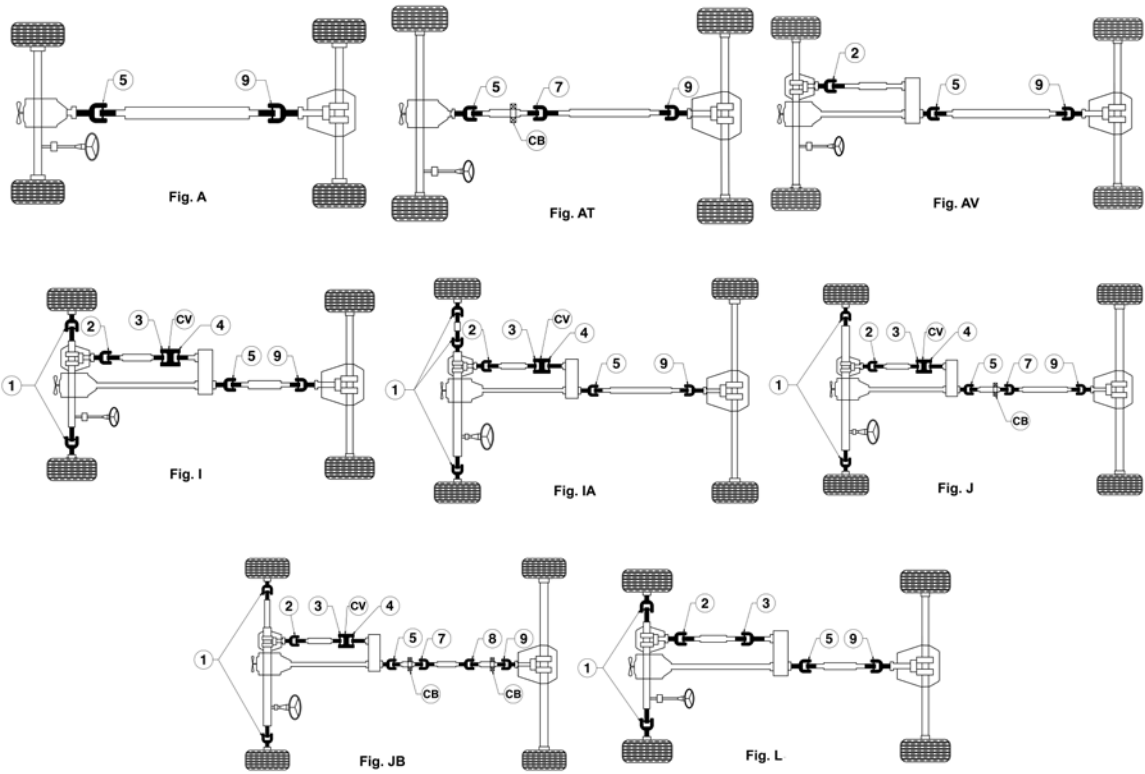 5 9
Fig. A
5 7 9
CB
Fig. AT
2
5 9
Fig. AV
2 3 CV 4
5 9
1
Fig. I
2 3 CV 4
5 9
1
Fig. IA
2 3 CV 4
5 7 9
1
CB
Fig. J
2 3 CV 4
5 7 8 9
1
CB CB
Fig. JB
2 3
5 9
1
Fig. L